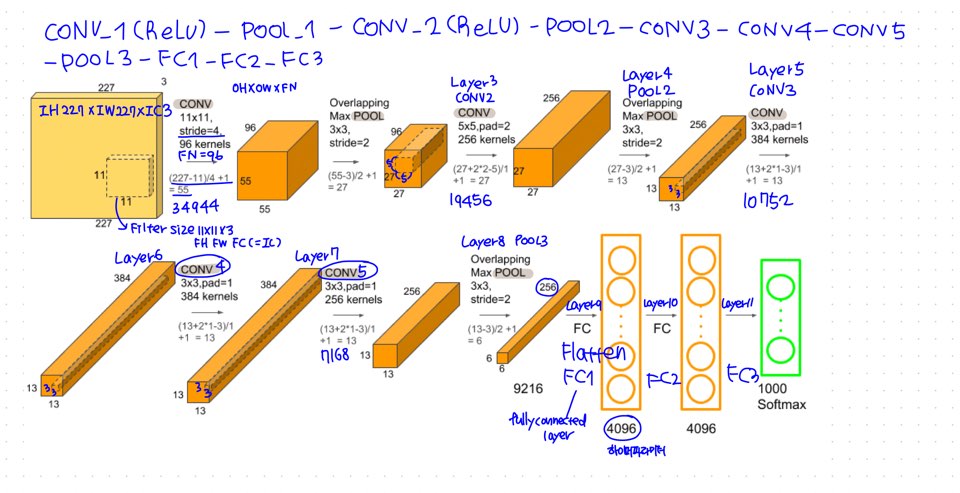 CONV_1(ReLU) - POOL_1 - CONV_2(ReLU) - POOL2 - CONV3 - CONV4 - CONV5
- POOL3 - FC1 - FC2 - FC3
227
3
IH227×IW227×IC3
11
11
227
Filter size 11×11×3
FH FW FC(=IC)
CONV
11x11,
stride=4,
96 kernels
FN=96
(227-11)/4 +1
= 55
34944
OH×OW×FN
96
55
55
Overlapping
Max POOL
3x3,
stride=2
(55-3)/2 +1
= 27
96
5
5
27
27
Layer3
CONV2
CONV
5x5,pad=2
256 kernels
(27+2*2-5)/1
+1 = 27
19456
256
27
27
Layer4
POOL2
Overlapping
Max POOL
3x3,
stride=2
(27-3)/2 +1
= 13
256
3
3
13
13
Layer5
CONV3
CONV
3x3,pad=1
384 kernels
(13+2*1-3)/1
+1 = 13
10752
Layer6
384
3
3
13
13
CONV 4
3x3,pad=1
384 kernels
(13+2*1-3)/1
+1 = 13
Layer7
384
3
3
13
13
CONV 5
3x3,pad=1
256 kernels
(13+2*1-3)/1
+1 = 13
7168
256
13
13
Layer8 POOL3
Overlapping
Max POOL
3x3,
stride=2
(13-3)/2 +1
= 6
256
6
6
9216
Layer9
FC
Flatten
FC1
fully connected
layer
4096
하이퍼파라미터
Layer10
FC
FC2
4096
Layer11
FC3
1000
Softmax